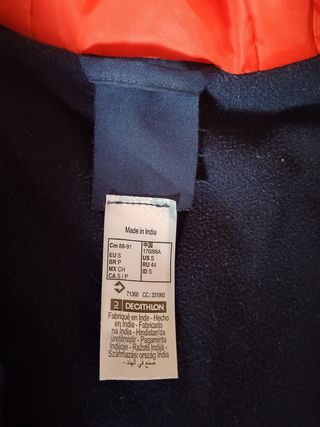 Made in India
Cm 88-91
EU S
BR P
MX CH
CA S / P
中国
170/88A
US S
RU 44
ID S
71368 CC :331992
DECATHLON
Fabriqué en Inde - Hecho
en India - Fabricado
na India - Hindistan'da
üretilmiştir - Pagaminta
Indijoje - Ražots Indijā -
Származási ország India
صنع في الهند -